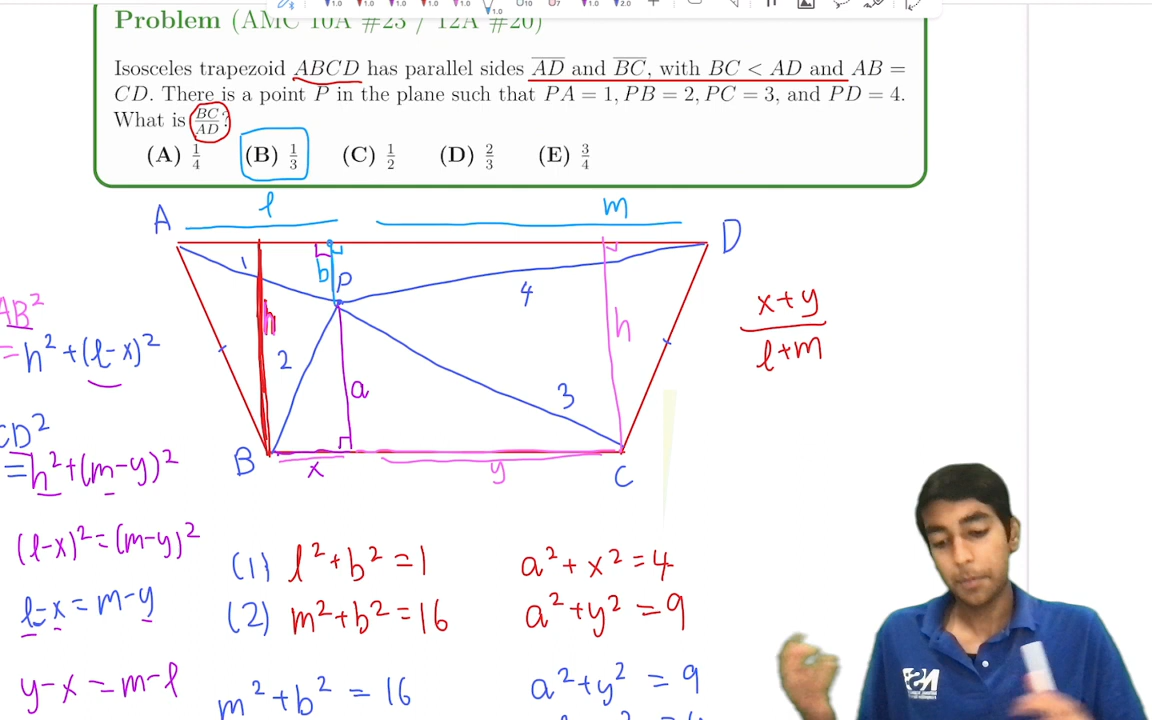 Problem (AMC 10A #23 / 12A #20)
Isosceles trapezoid ABCD has parallel sides AD and BC, with BC < AD and AB =
CD. There is a point P in the plane such that PA = 1, PB = 2, PC = 3, and PD = 4.
What is BC/AD?
(A) 1/4 (B) 1/3 (C) 1/2 (D) 2/3 (E) 3/4
l m
A D
1 b P 4
h h
2 a 3
B x y C
x+y
l+m
AB²
=h²+(l-x)²
CD²
=h²+(m-y)²
(l-x)²=(m-y)²
l-x=m-y
y-x=m-l
(1) l²+b²=1 a²+x²=4
(2) m²+b²=16 a²+y²=9
m²+b²=16 a²+y²=9